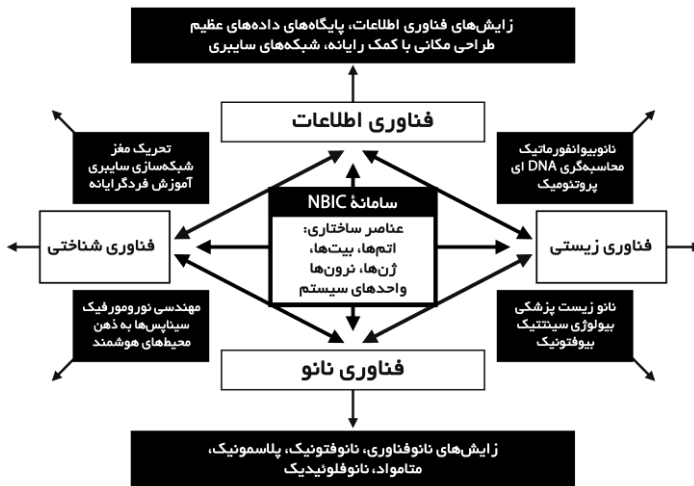 زایش‌های فناوری اطلاعات، پایگاه‌های داده‌های عظیم
طراحی مکانی با کمک رایانه، شبکه‌های سایبری
فناوری اطلاعات
نانوبیوانفورماتیک
محاسبه‌گری DNA ای
پروتئومیک
تحریک مغز
شبکه‌سازی سایبری
آموزش فردگرایانه
سامانهٔ NBIC
عناصر ساختاری:
اتم‌ها، بیت‌ها،
ژن‌ها، نرون‌ها
واحدهای سیستم
فناوری زیستی
فناوری شناختی
نانو زیست پزشکی
بیولوژی سینتتیک
بیوفتونیک
مهندسی نورومورفیک
سیناپس‌ها به ذهن
محیط‌های هوشمند
فناوری نانو
زایش‌های نانوفناوری، نانوفتونیک، پلاسمونیک،
متامواد، نانوفلوئیدیک